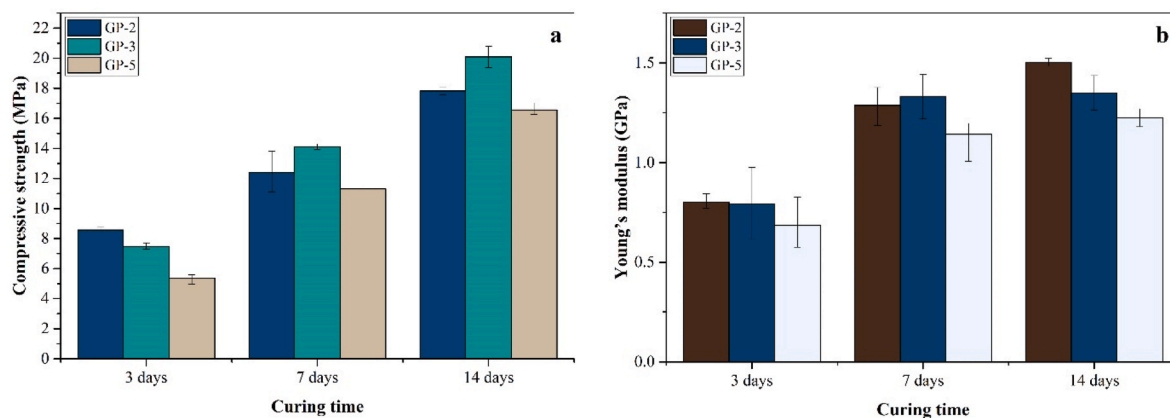 a
GP-2
GP-3
GP-5
22
20
18
16
14
12
10
8
6
4
2
0
Compressive strength (MPa)
3 days
7 days
14 days
Curing time
b
GP-2
GP-3
GP-5
1.5
1.0
0.5
0.0
Young's modulus (GPa)
3 days
7 days
14 days
Curing time